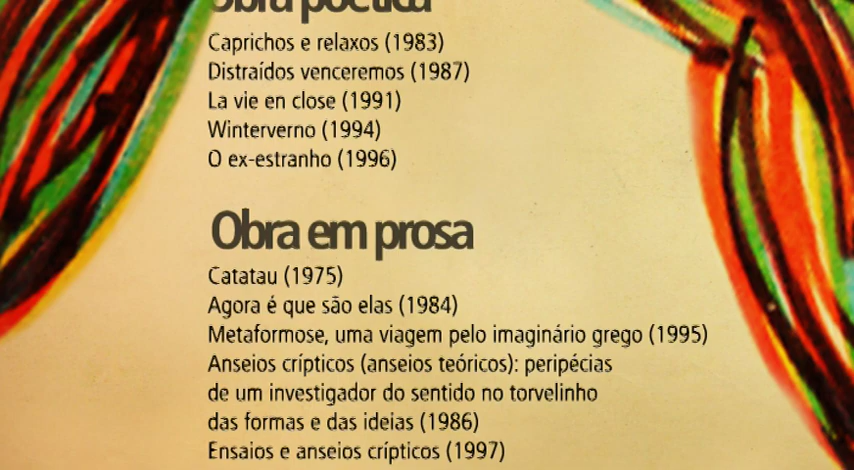 Obra poética
Caprichos e relaxos (1983)
Distraídos venceremos (1987)
La vie en close (1991)
Winterverno (1994)
O ex-estranho (1996)
Obra em prosa
Catatau (1975)
Agora é que são elas (1984)
Metaformose, uma viagem pelo imaginário grego (1995)
Anseios crípticos (anseios teóricos): peripécias
de um investigador do sentido no torvelinho
das formas e das ideias (1986)
Ensaios e anseios crípticos (1997)